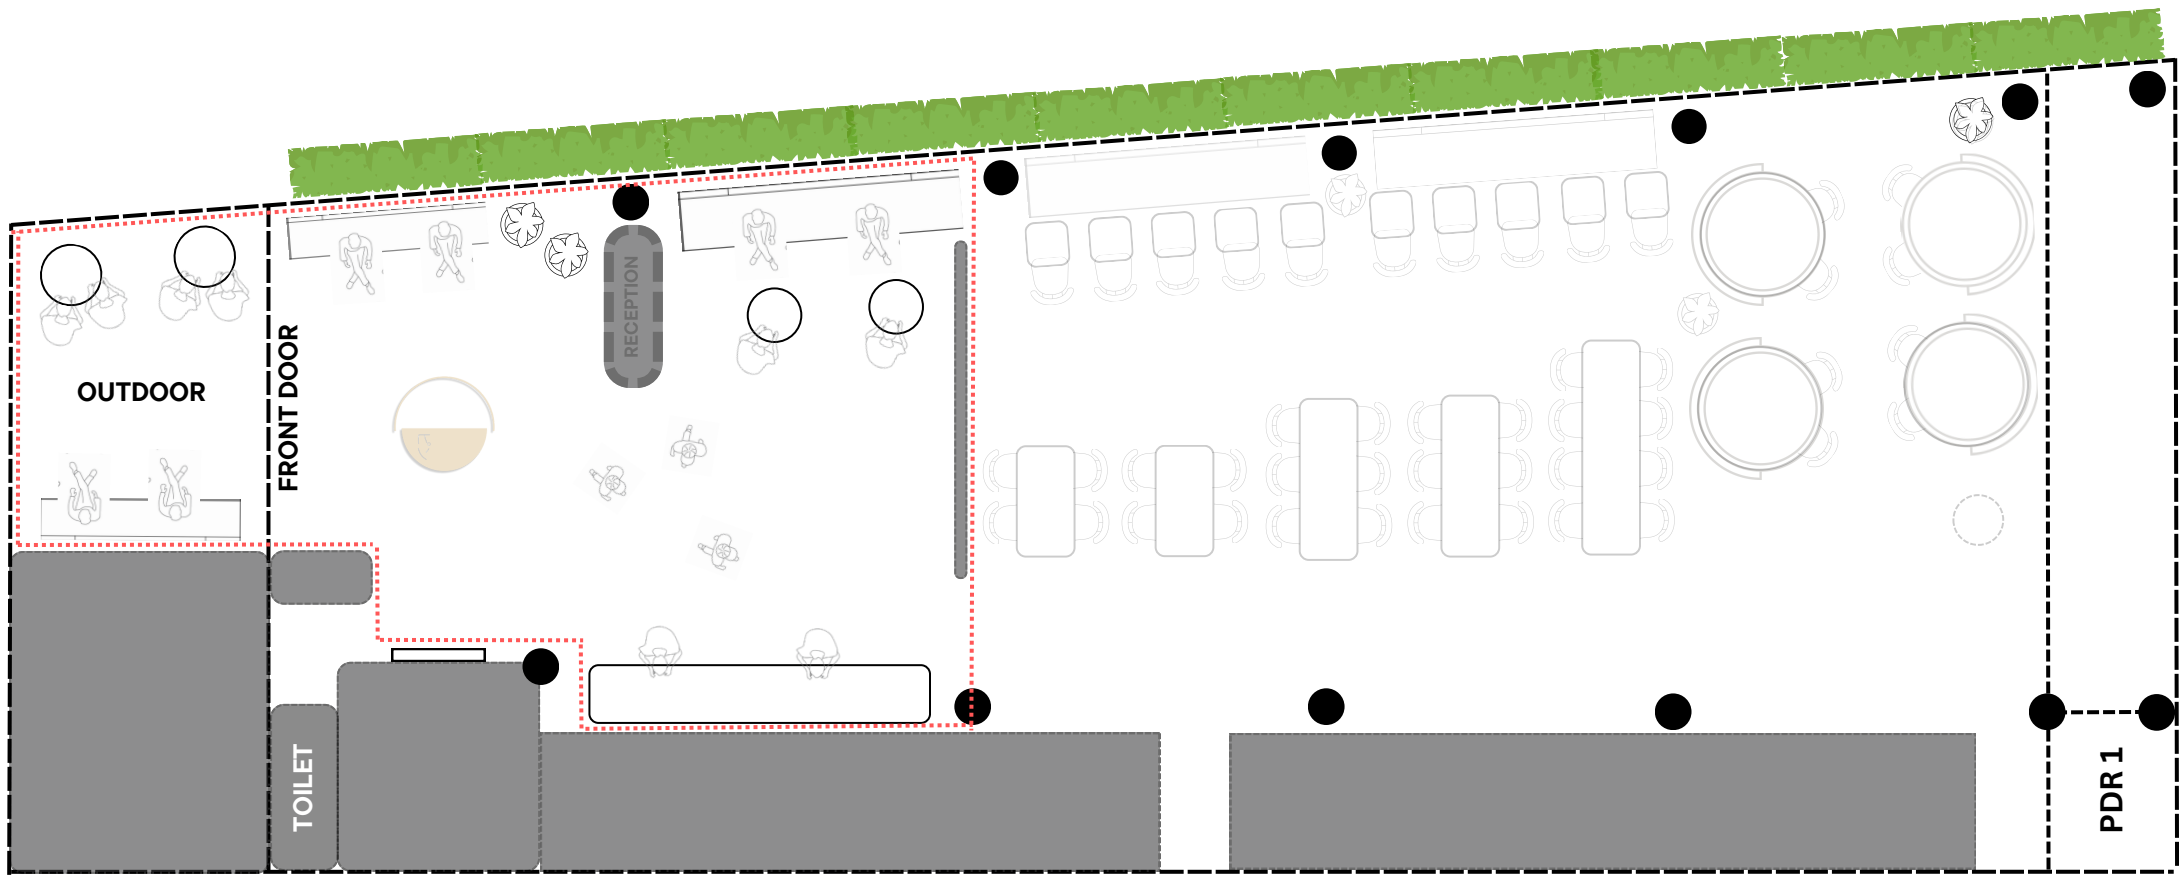 RECEPTION
FRONT DOOR
OUTDOOR
TOILET
PDR 1